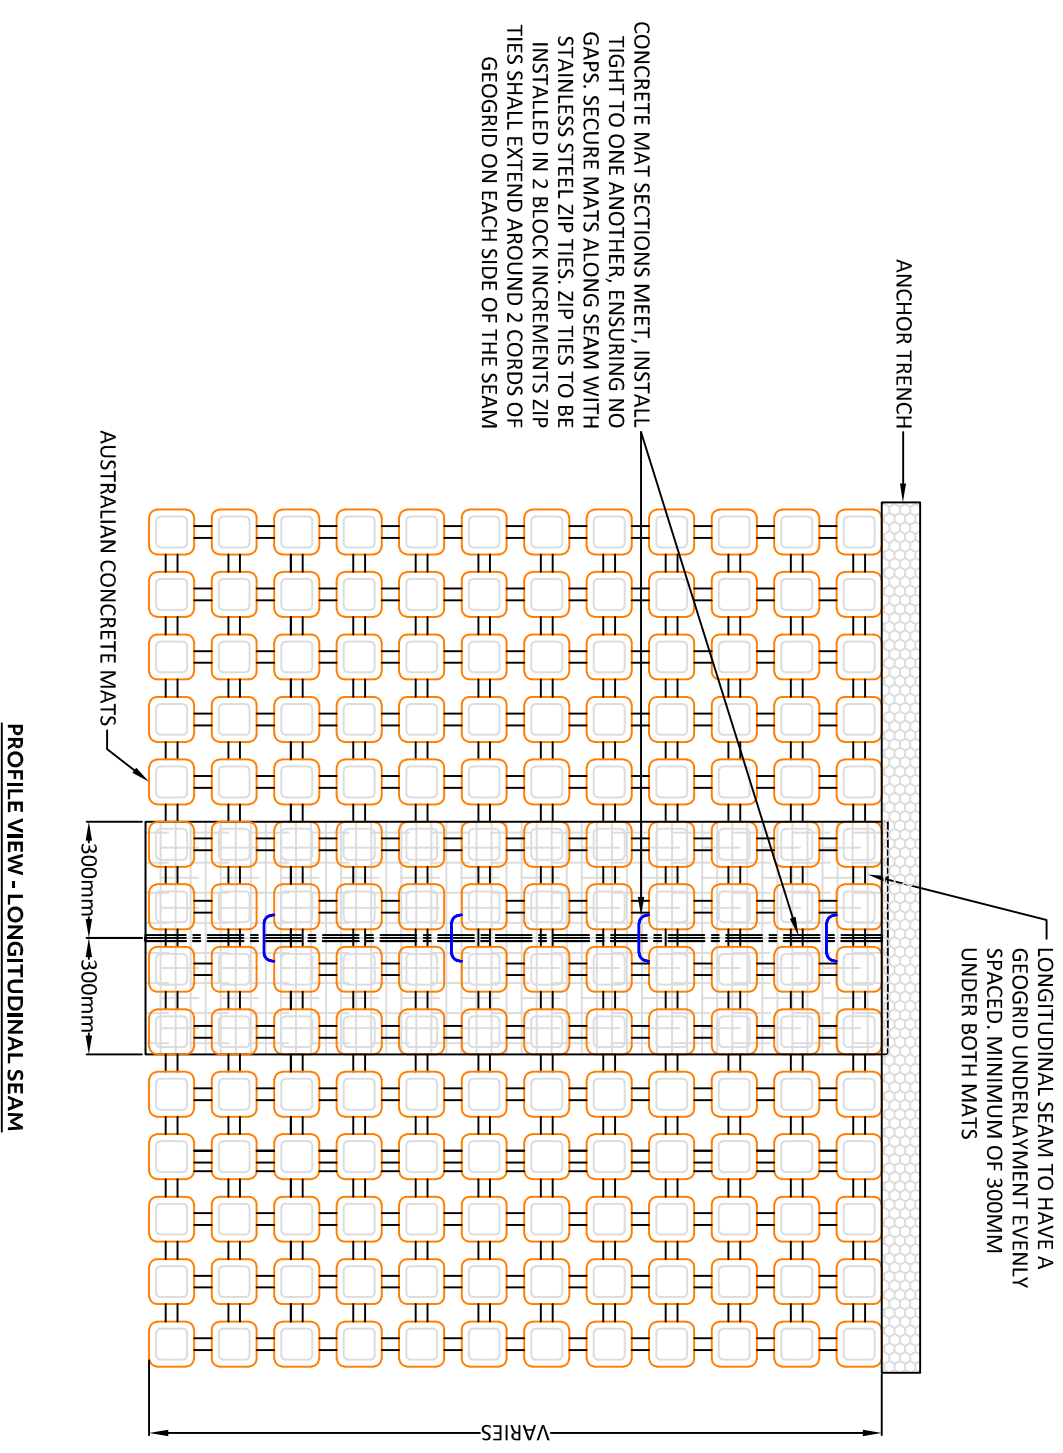 LONGITUDINAL SEAM TO HAVE A
GEOGRID UNDERLAYMENT EVENLY
SPACED. MINIMUM OF 300MM
UNDER BOTH MATS
ANCHOR TRENCH
CONCRETE MAT SECTIONS MEET, INSTALL
TIGHT TO ONE ANOTHER, ENSURING NO
GAPS. SECURE MATS ALONG SEAM WITH
STAINLESS STEEL ZIP TIES. ZIP TIES TO BE
INSTALLED IN 2 BLOCK INCREMENTS ZIP
TIES SHALL EXTEND AROUND 2 CORDS OF
GEOGRID ON EACH SIDE OF THE SEAM
VARIES
AUSTRALIAN CONCRETE MATS
300mm
300mm
PROFILE VIEW - LONGITUDINAL SEAM